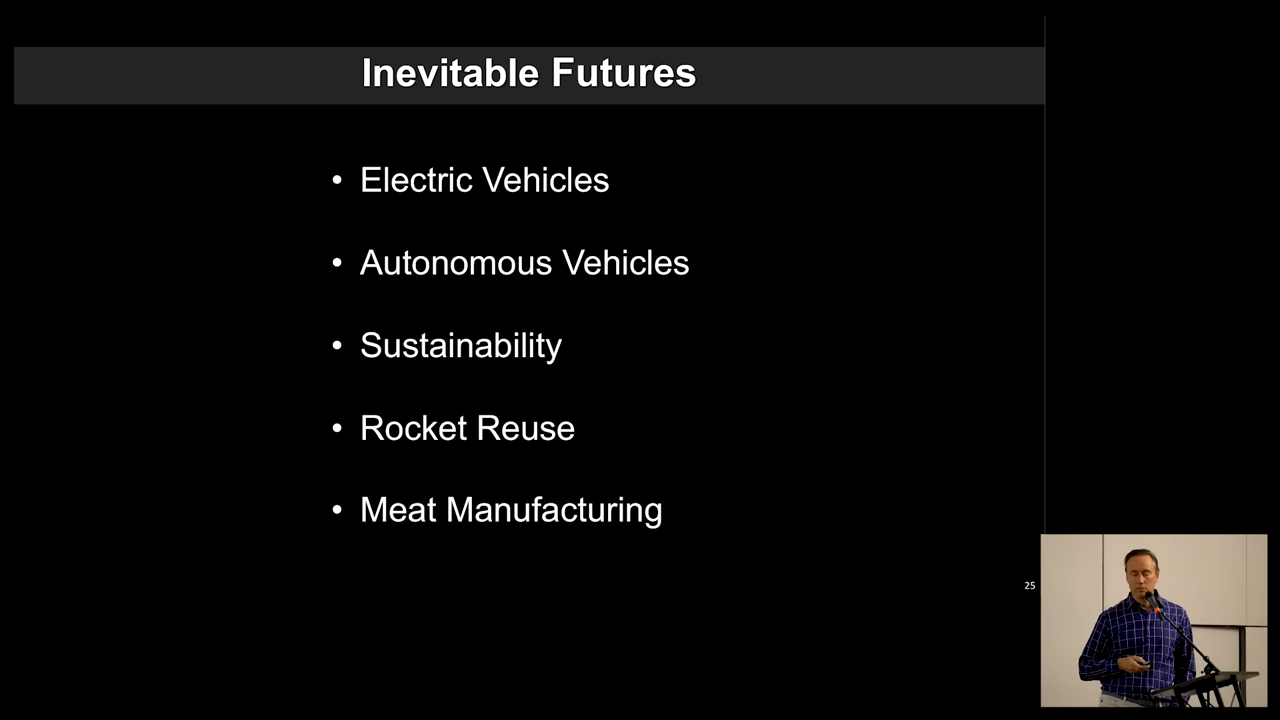 Inevitable Futures
• Electric Vehicles
• Autonomous Vehicles
• Sustainability
• Rocket Reuse
• Meat Manufacturing
25